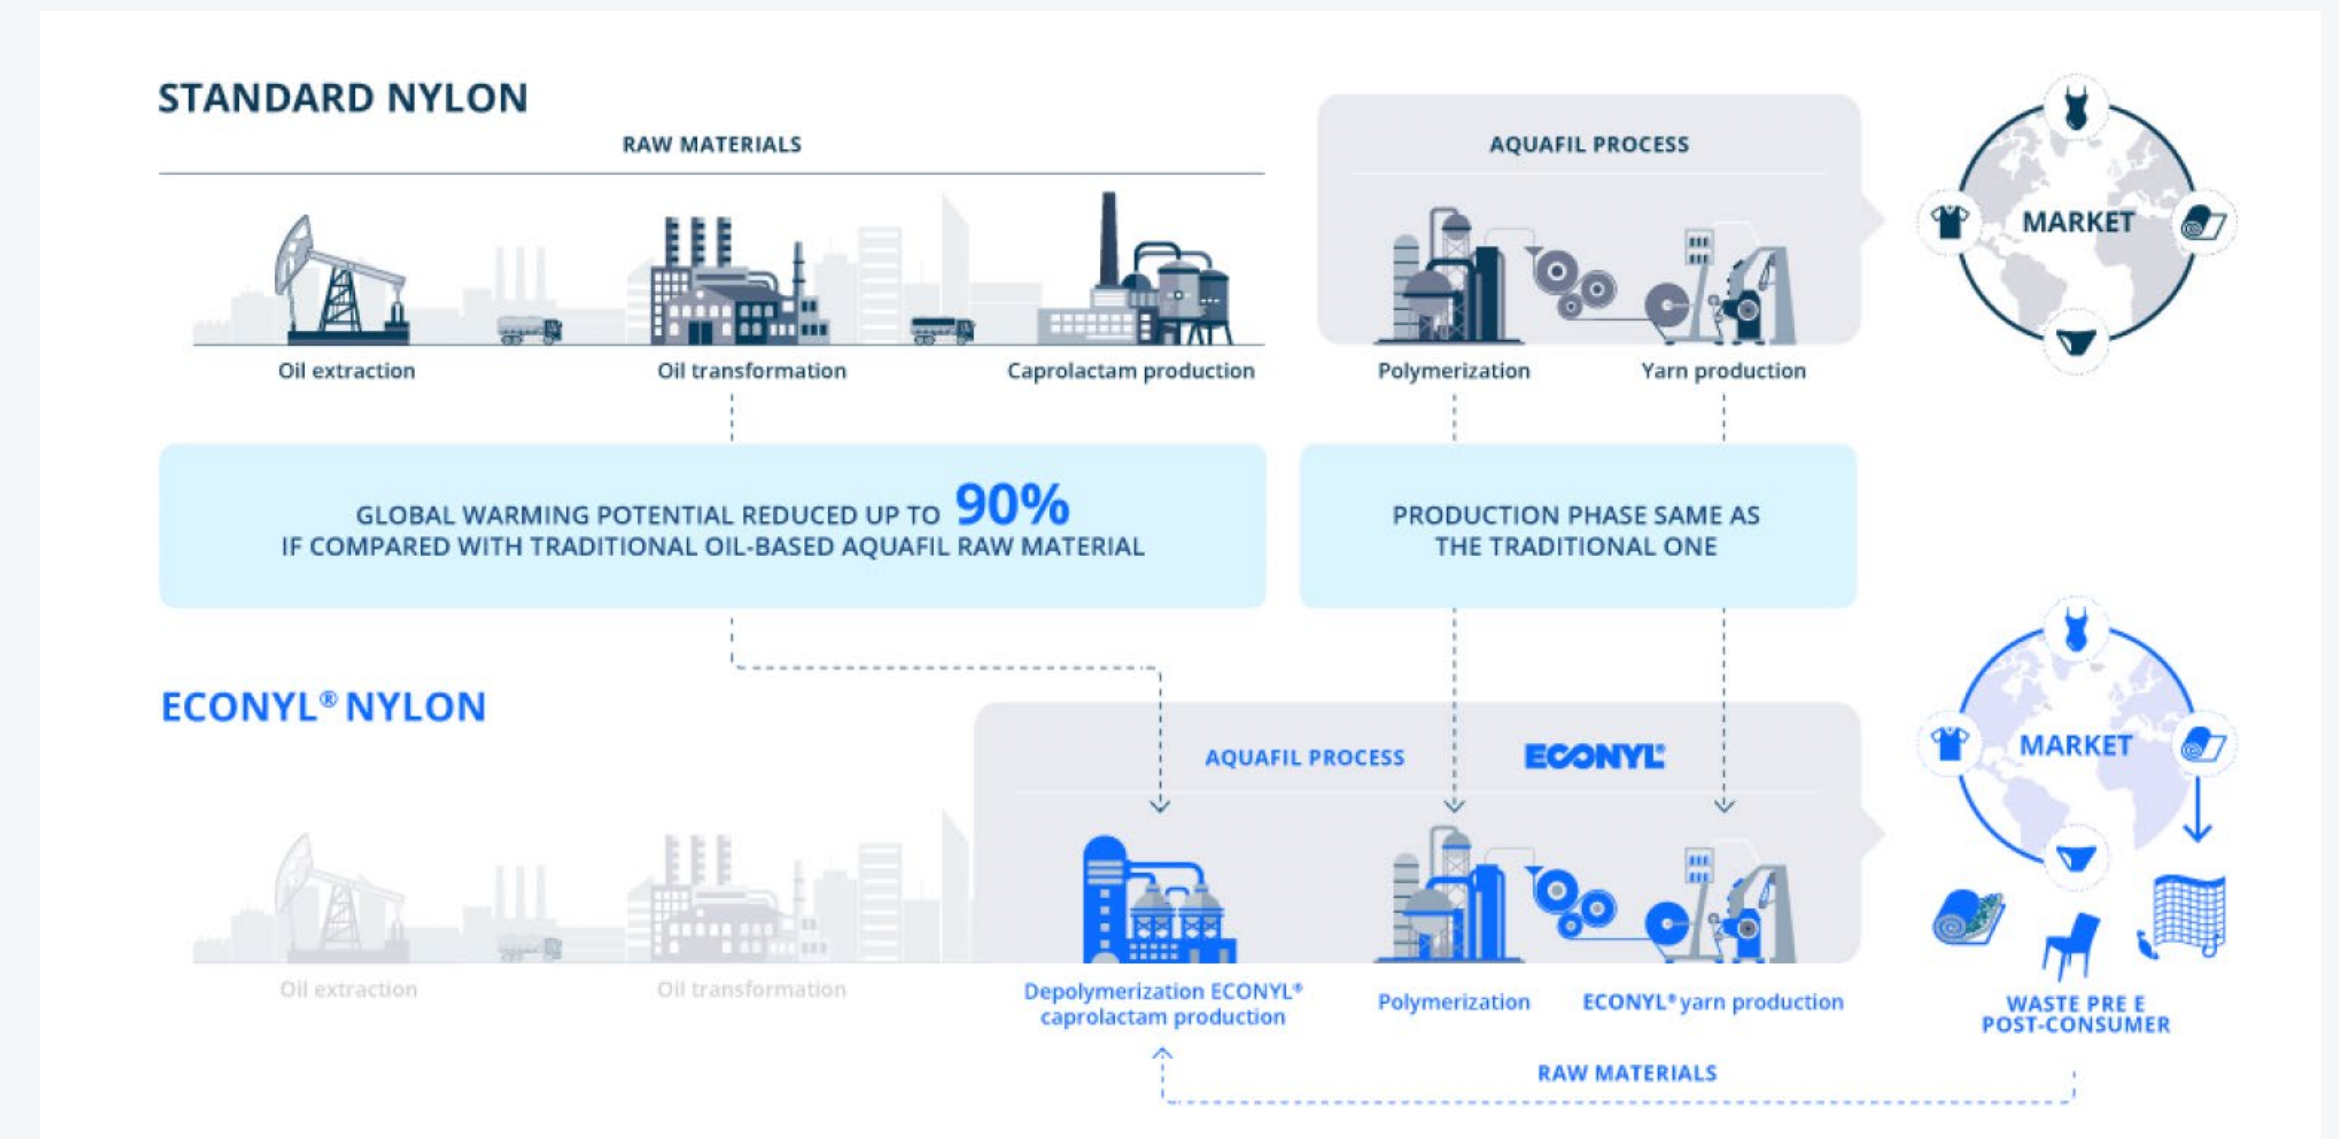 STANDARD NYLON
RAW MATERIALS
AQUAFIL PROCESS
MARKET
Oil extraction
Oil transformation
Caprolactam production
Polymerization
Yarn production
GLOBAL WARMING POTENTIAL REDUCED UP TO 90%
IF COMPARED WITH TRADITIONAL OIL-BASED AQUAFIL RAW MATERIAL
PRODUCTION PHASE SAME AS
THE TRADITIONAL ONE
ECONYL® NYLON
AQUAFIL PROCESS
ECONYL®
MARKET
Oil extraction
Oil transformation
Depolymerization ECONYL®
caprolactam production
Polymerization
ECONYL® yarn production
WASTE PRE E
POST-CONSUMER
RAW MATERIALS